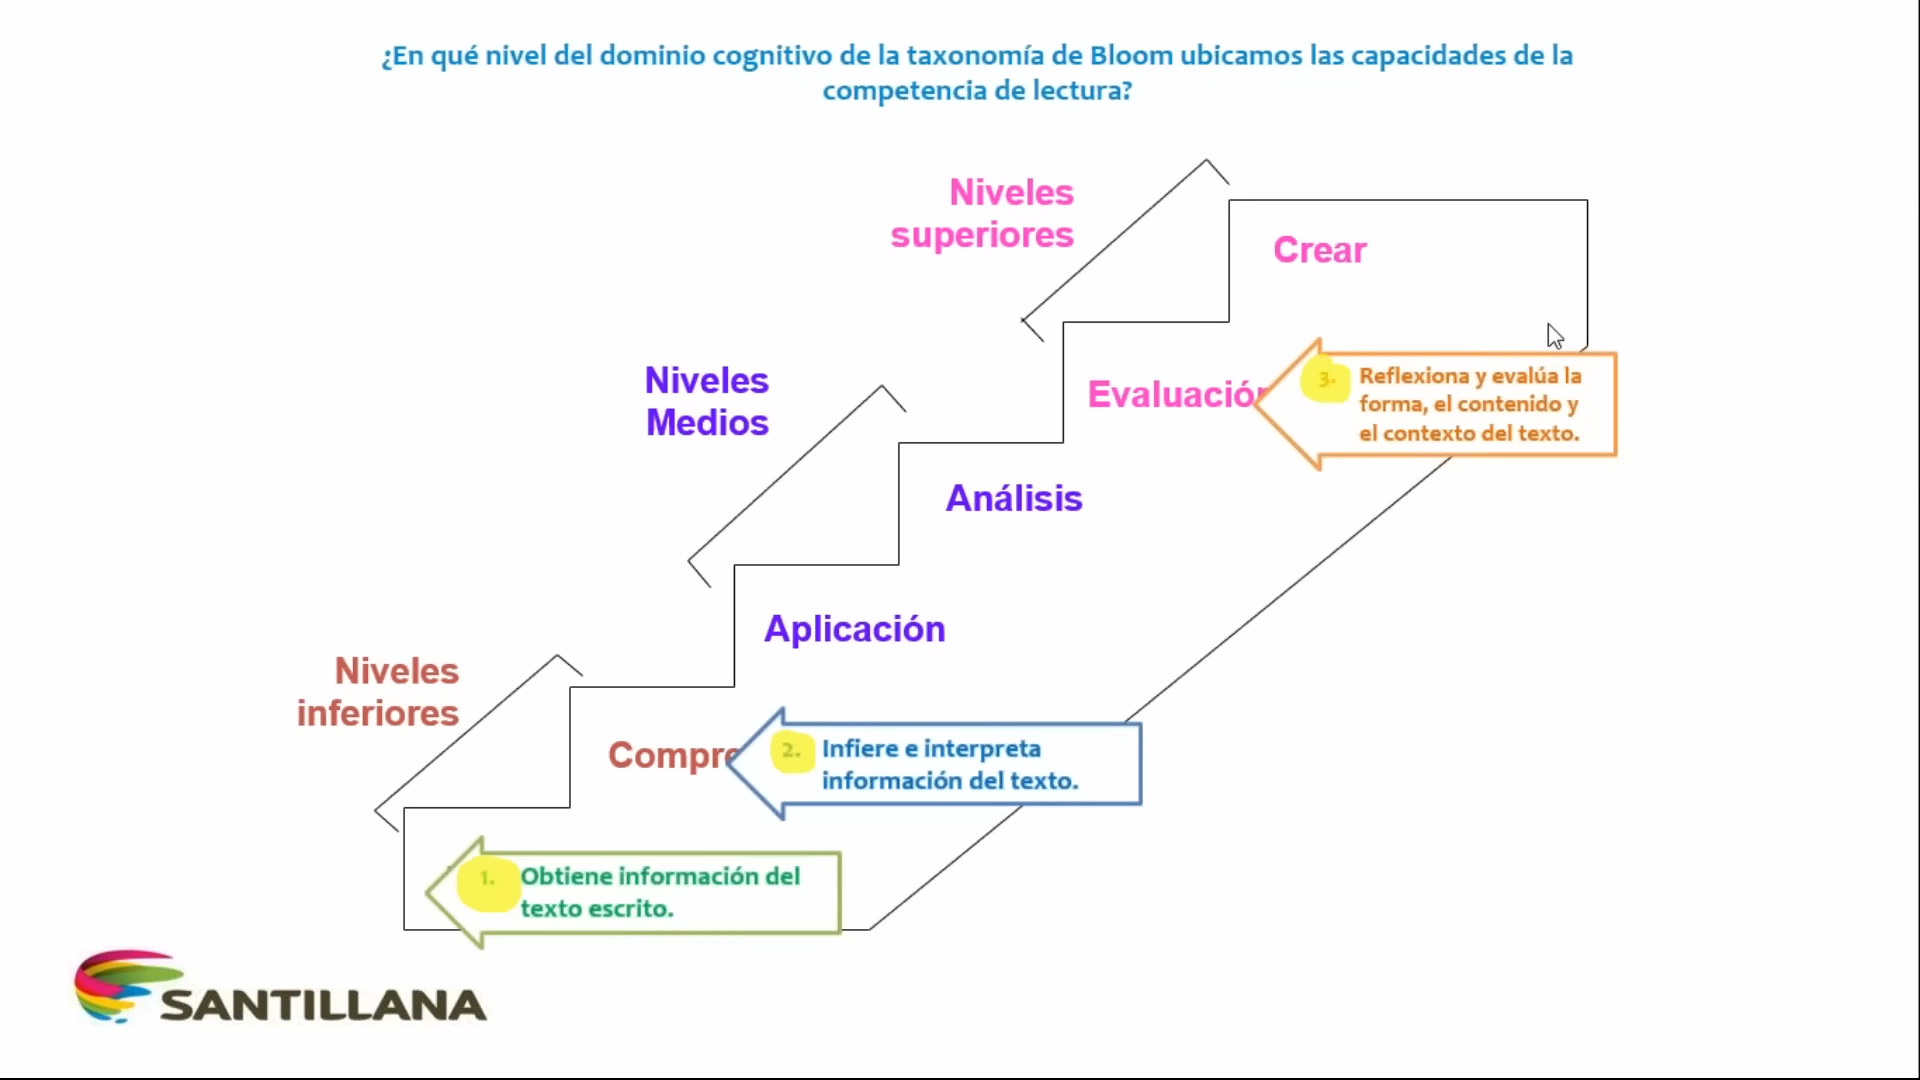 ¿En qué nivel del dominio cognitivo de la taxonomía de Bloom ubicamos las capacidades de la
competencia de lectura?
Niveles
superiores
Crear
Niveles
Medios
Evaluación
3. Reflexiona y evalúa la
forma, el contenido y
el contexto del texto.
Análisis
Aplicación
Niveles
inferiores
2. Infiere e interpreta
información del texto.
1. Obtiene información del
texto escrito.
SANTILLANA